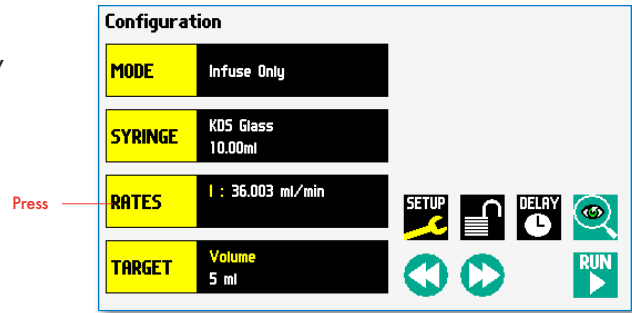 Configuration
MODE
Infuse Only
SYRINGE
KDS Glass
10.00ml
Press
RATES
I : 36.003 ml/min
SETUP
DELAY
TARGET
Volume
5 ml
RUN